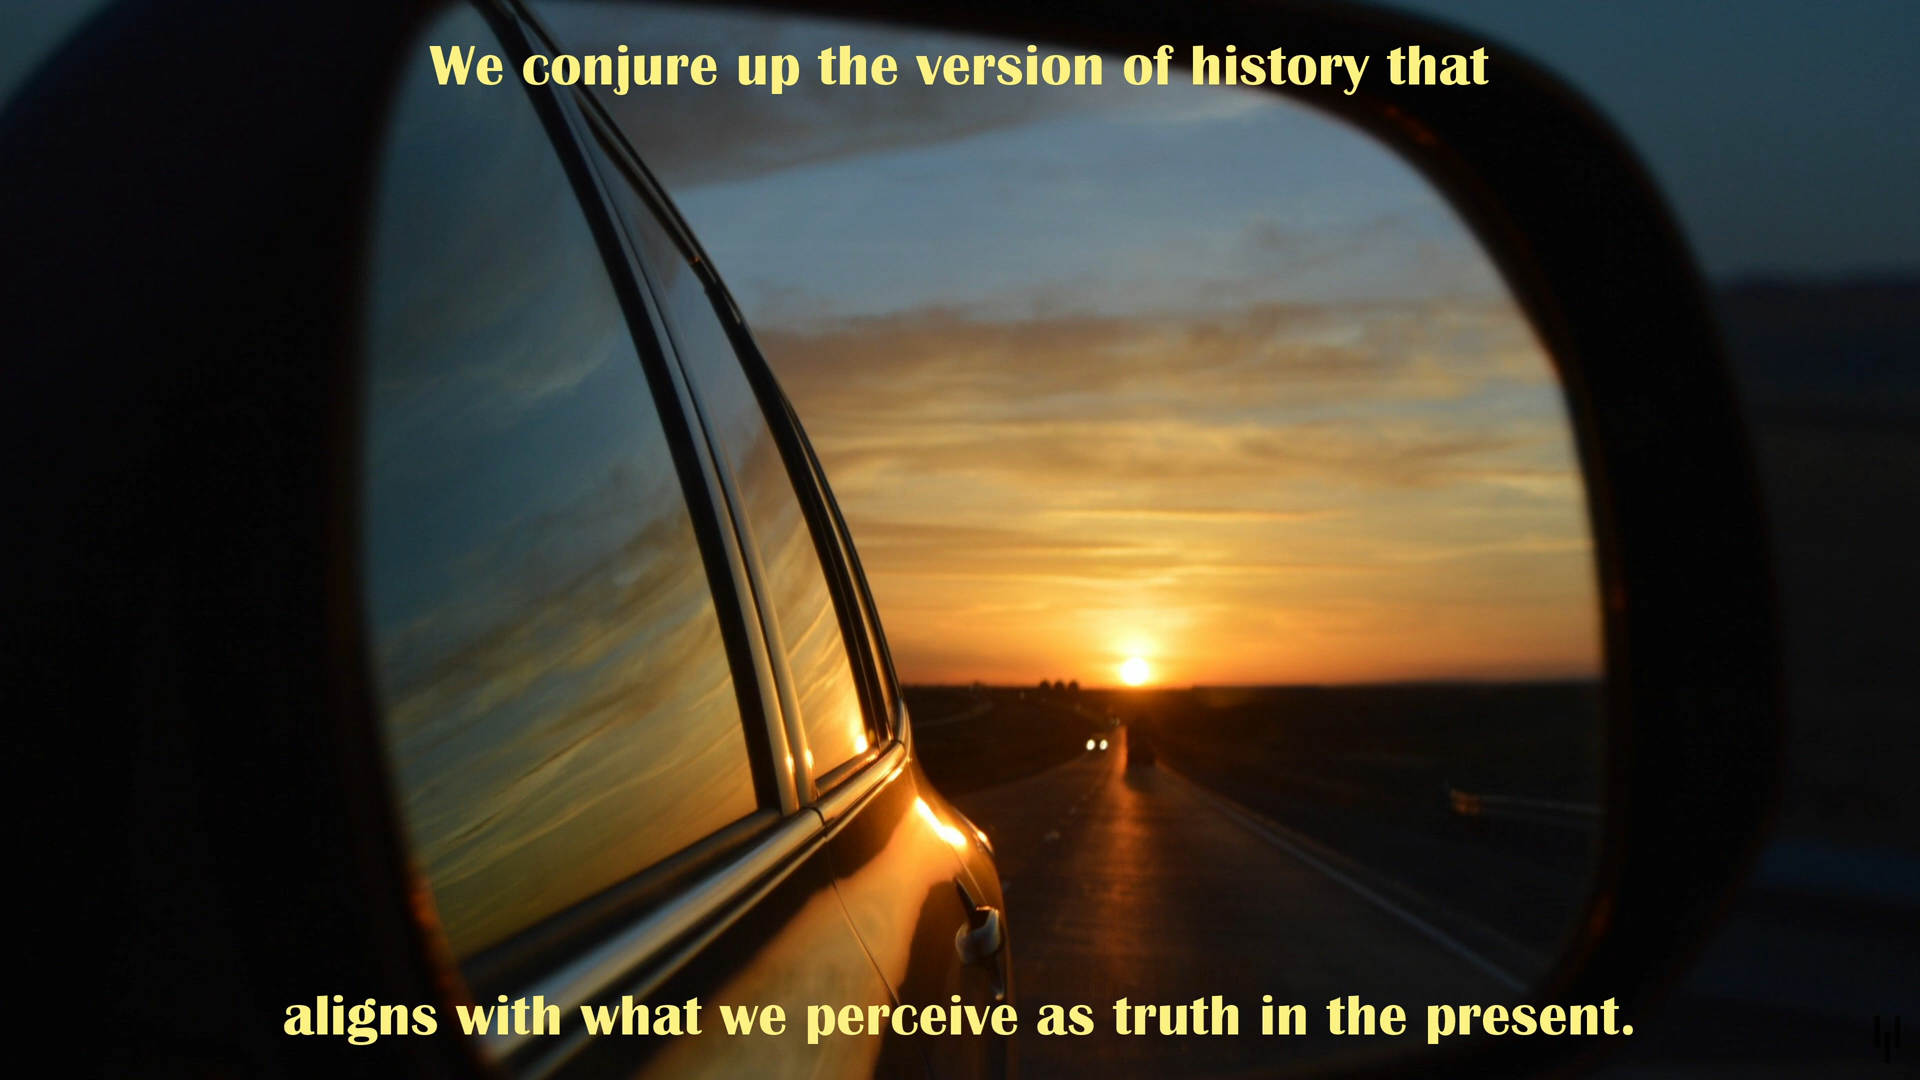 We conjure up the version of history that
aligns with what we perceive as truth in the present.